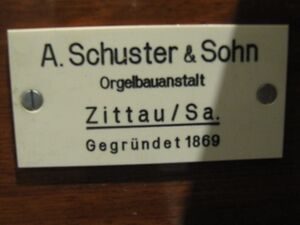 A. Schuster & Sohn
Orgelbauanstalt
Zittau/Sa.
Gegründet 1869